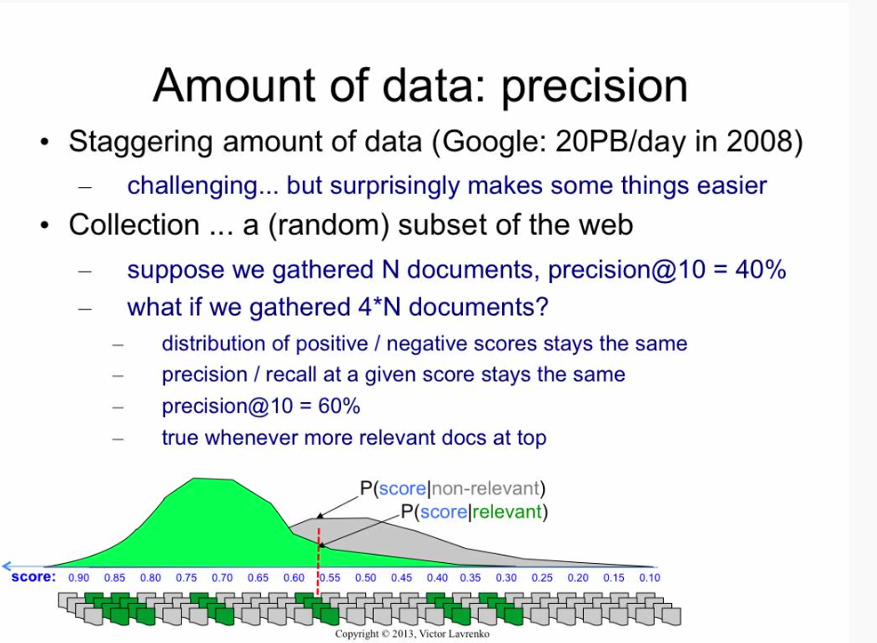 Amount of data: precision
• Staggering amount of data (Google: 20PB/day in 2008)
– challenging... but surprisingly makes some things easier
• Collection ... a (random) subset of the web
– suppose we gathered N documents, precision@10 = 40%
– what if we gathered 4*N documents?
– distribution of positive / negative scores stays the same
– precision / recall at a given score stays the same
– precision@10 = 60%
– true whenever more relevant docs at top
P(score|non-relevant)
P(score|relevant)
score: 0.90 0.85 0.80 0.75 0.70 0.65 0.60 0.55 0.50 0.45 0.40 0.35 0.30 0.25 0.20 0.15 0.10
Copyright © 2013, Victor Lavrenko